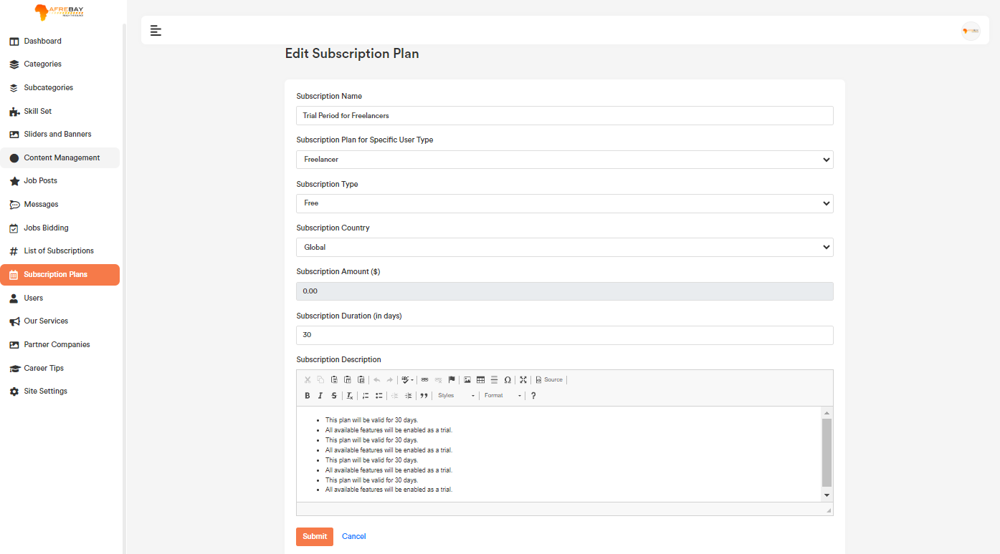 AFREBAY
Dashboard
Categories
Subcategories
Skill Set
Sliders and Banners
Content Management
Job Posts
Messages
Jobs Bidding
List of Subscriptions
Subscription Plans
Users
Our Services
Partner Companies
Career Tips
Site Settings
Edit Subscription Plan
Subscription Name
Trial Period for Freelancers
Subscription Plan for Specific User Type
Freelancer
Subscription Type
Free
Subscription Country
Global
Subscription Amount ($)
0.00
Subscription Duration (in days)
30
Subscription Description
Source
Styles Format
This plan will be valid for 30 days.
All available features will be enabled as a trial.
This plan will be valid for 30 days.
All available features will be enabled as a trial.
This plan will be valid for 30 days.
All available features will be enabled as a trial.
This plan will be valid for 30 days.
All available features will be enabled as a trial.
Submit Cancel